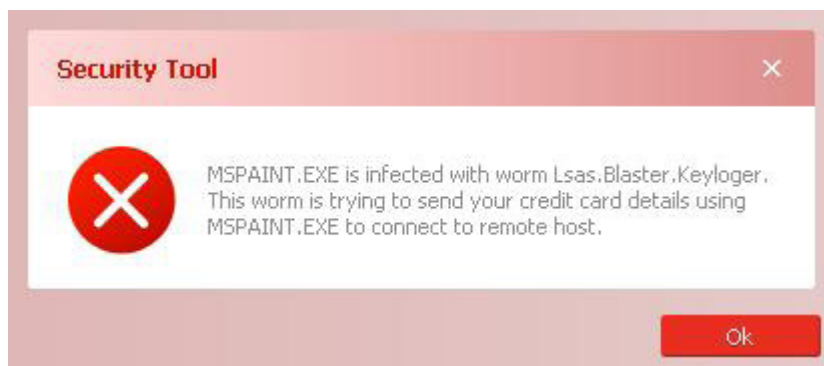 Security Tool
MSPAINT.EXE is infected with worm Lsas.Blaster.Keyloger.
This worm is trying to send your credit card details using
MSPAINT.EXE to connect to remote host.
Ok